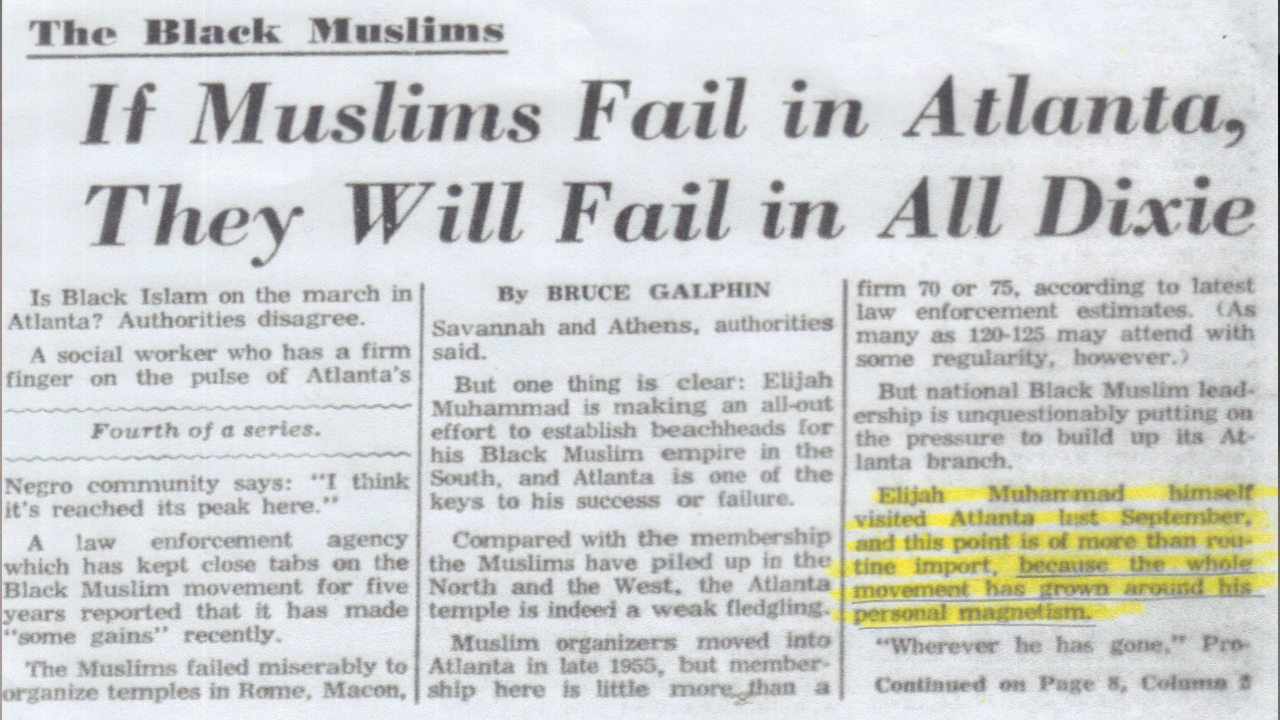 The Black Muslims
If Muslims Fail in Atlanta,
They Will Fail in All Dixie
Is Black Islam on the march in
Atlanta? Authorities disagree.
A social worker who has a firm
finger on the pulse of Atlanta's
Fourth of a series.
Negro community says: "I think
it's reached its peak here."
A law enforcement agency
which has kept close tabs on the
Black Muslim movement for five
years reported that it has made
"some gains" recently.
The Muslims failed miserably to
organize temples in Rome, Macon,
By BRUCE GALPHIN
Savannah and Athens, authorities
said.
But one thing is clear: Elijah
Muhammad is making an all-out
effort to establish beachheads for
his Black Muslim empire in the
South, and Atlanta is one of the
keys to his success or failure.
Compared with the membership
the Muslims have piled up in the
North and the West, the Atlanta
temple is indeed a weak fledgling.
Muslim organizers moved into
Atlanta in late 1955, but member-
ship here is little more than a
firm 70 or 75, according to latest
law enforcement estimates. (As
many as 120-125 may attend with
some regularity, however.)
But national Black Muslim lead-
ership is unquestionably putting on
the pressure to build up its At-
lanta branch.
Elijah Muhammad himself
visited Atlanta last September,
and this point is of more than rou-
tine import, because the whole
movement has grown around his
personal magnetism.
"Wherever he has gone," Pro-
Continued on Page 8, Column